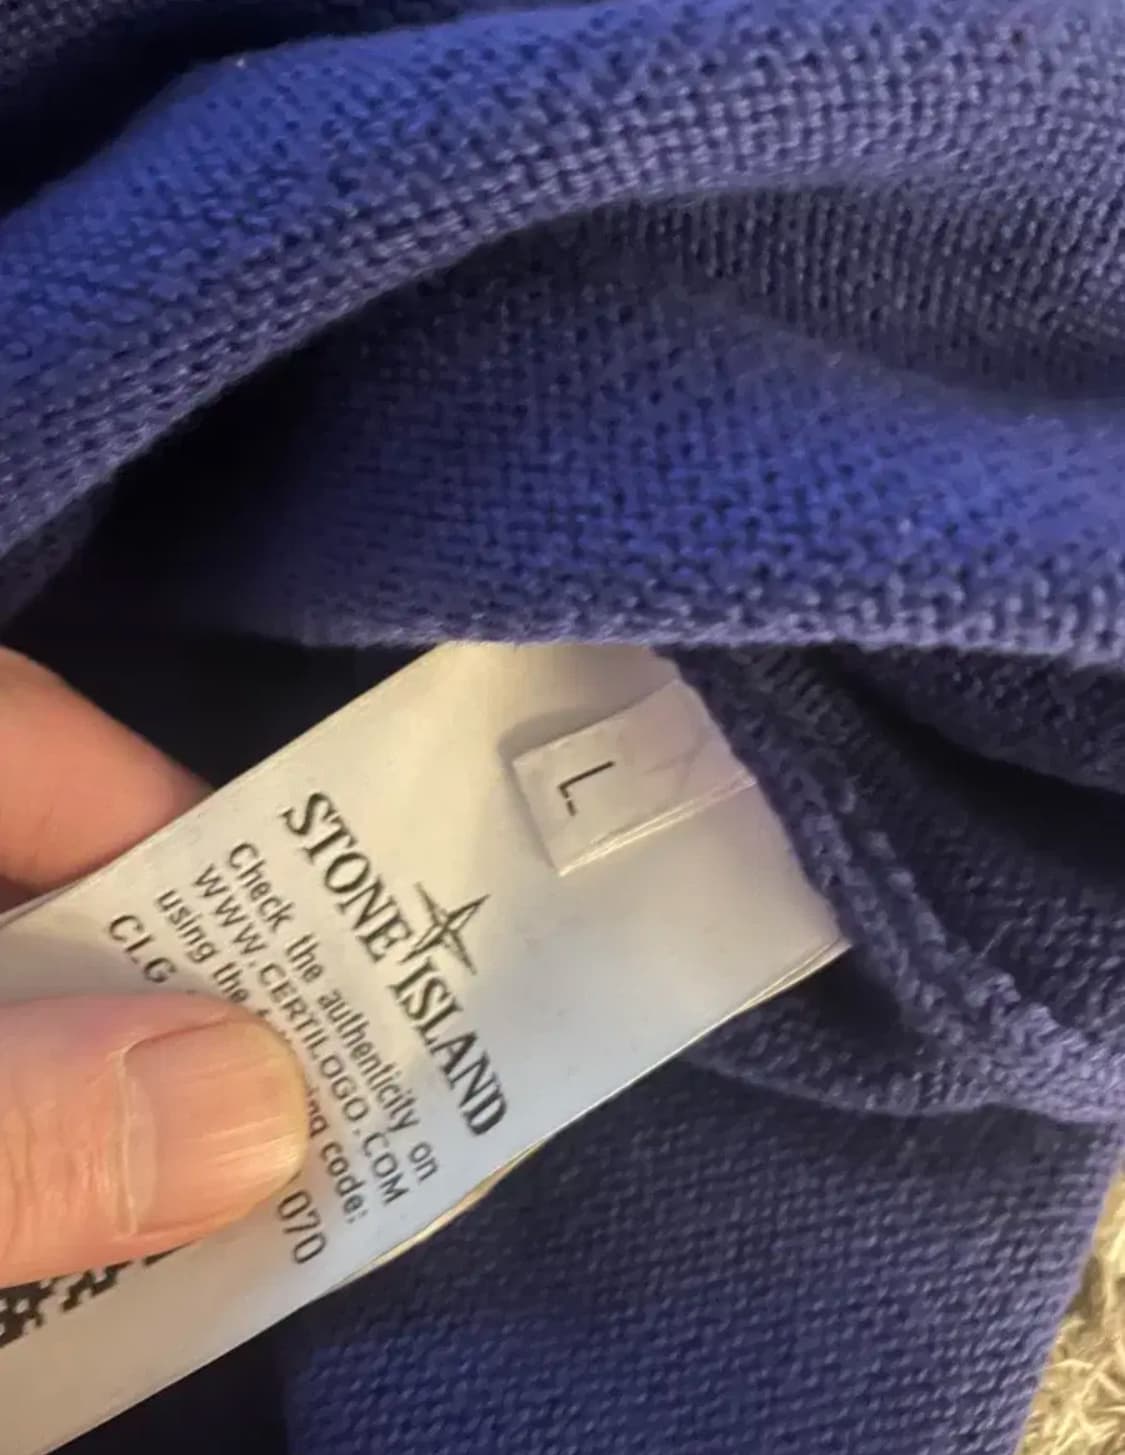 L
STONE ISLAND
Check the authenticity on
WWW.CERTILOGO.COM
using the code:
CLG 070